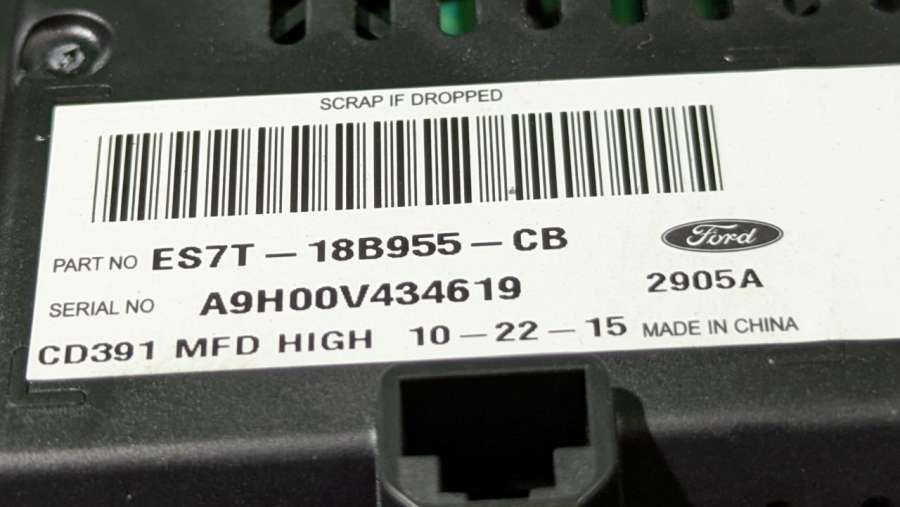 SCRAP IF DROPPED
PART NO ES7T-18B955-CB
Ford
SERIAL NO A9H00V434619
2905A
CD391 MFD HIGH 10-22-15 MADE IN CHINA